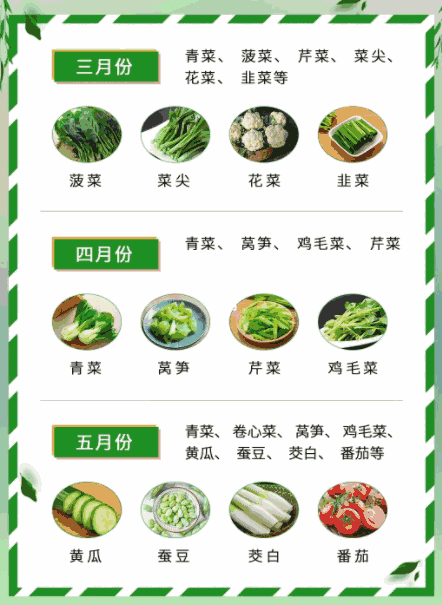 三月份
青菜、 菠菜、 芹菜、 菜尖、
花菜、 韭菜等
菠菜 菜尖 花菜 韭菜
四月份
青菜、 莴笋、 鸡毛菜、 芹菜
青菜 莴笋 芹菜 鸡毛菜
五月份
青菜、 卷心菜、 莴笋、 鸡毛菜、
黄瓜、 蚕豆、 茭白、 番茄等
黄瓜 蚕豆 茭白 番茄